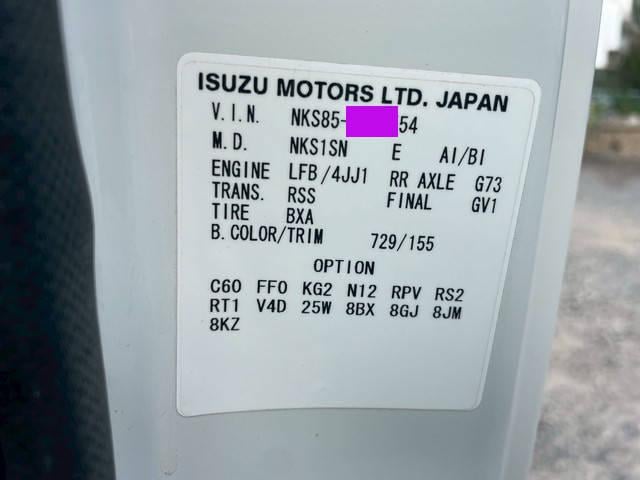 ISUZU MOTORS LTD. JAPAN
V.I.N. NKS85- 54
M.D. NKS1SN E AI/BI
ENGINE LFB/4JJ1 RR AXLE G73
TRANS. RSS FINAL GV1
TIRE BXA
B.COLOR/TRIM 729/155
OPTION
C60 FF0 KG2 N12 RPV RS2
RT1 V4D 25W 8BX 8GJ 8JM
8KZ